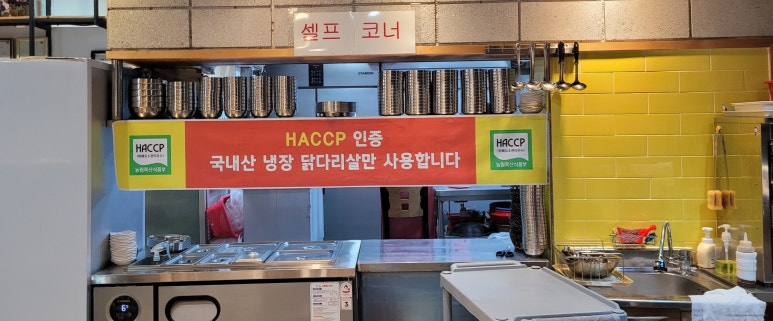 셀프 코너
HACCP 인증
국내산 냉장 닭다리살만 사용합니다
HACCP
농림축산식품부
HACCP
농림축산식품부